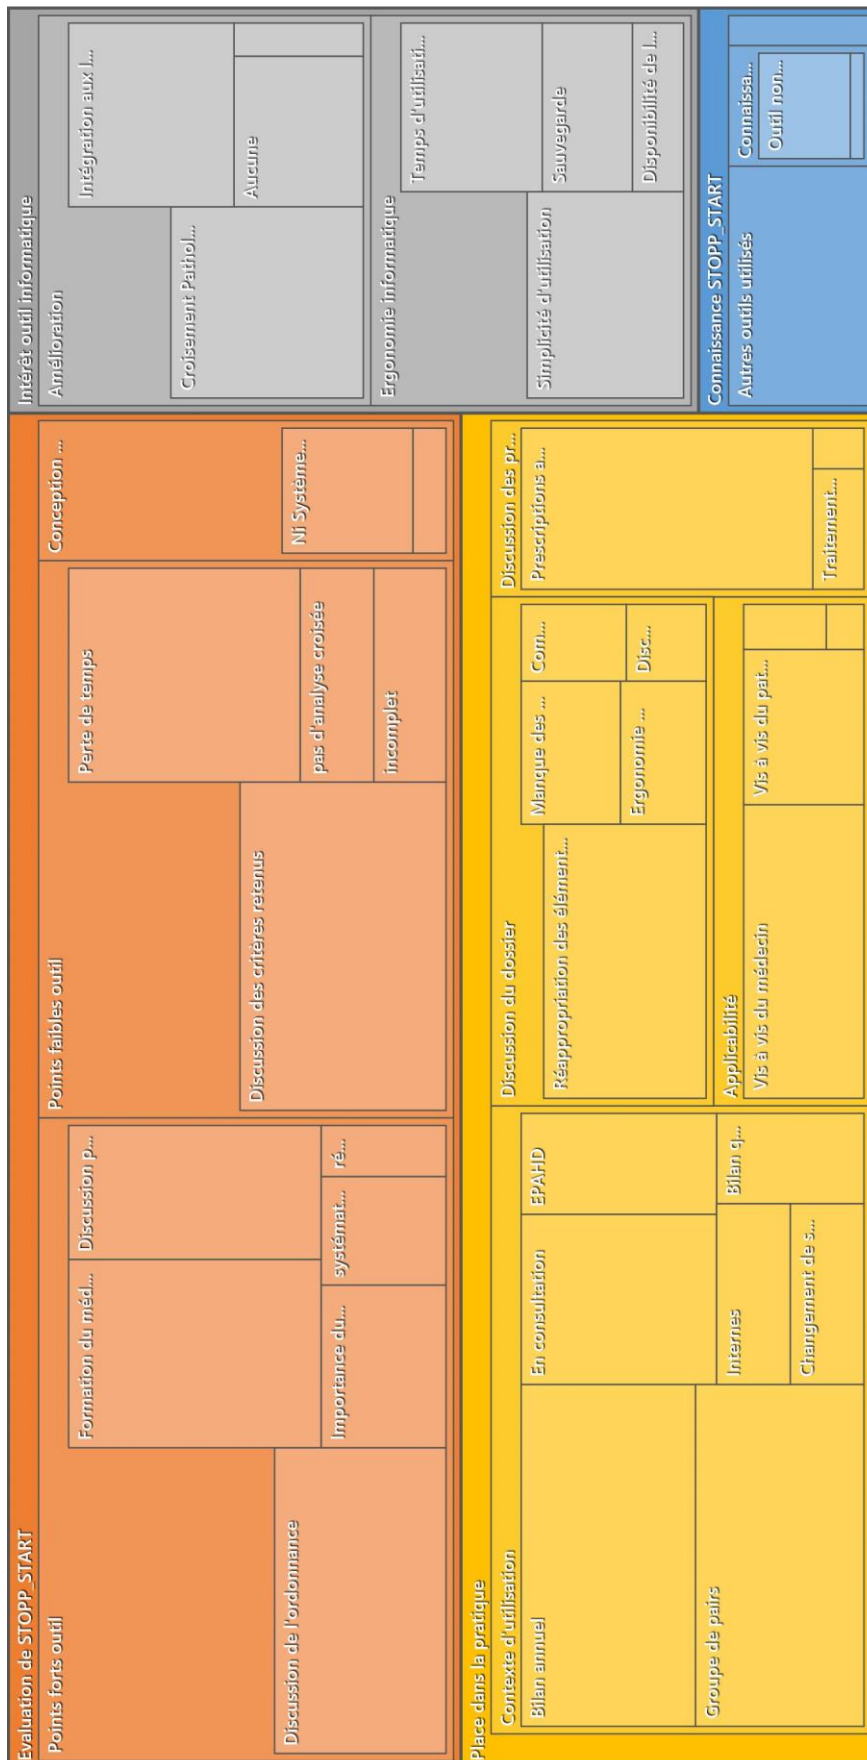 Evaluation de STOPP_START
Points forts outil
Discussion de l'ordonnance
Formation du méd...
Discussion p...
Importance du...
systémat...
ré...
Points faibles outil
Discussion des critères retenus
Perte de temps
pas d'analyse croisée
incomplet
Conception ...
Ni Système...
Place dans la pratique
Contexte d'utilisation
Bilan annuel
Groupe de pairs
En consultation
EPAHD
Internes
Changement de s...
Bilan q...
Discussion du dossier
Réappropriation des élément...
Manque des ...
Ergonomie ...
Com...
Disc...
Applicabilité
Vis à vis du médecin
Vis à vis du pat...
Discussion des pr...
Prescriptions a...
Traitement...
Intérêt outil informatique
Amélioration
Croisement Pathol...
Intégration aux l...
Aucune
Ergonomie informatique
Simplicité d'utilisation
Temps d'utilisati...
Sauvegarde
Disponibilité de l...
Connaissance STOPP_START
Autres outils utilisés
Connaissa...
Outil non...